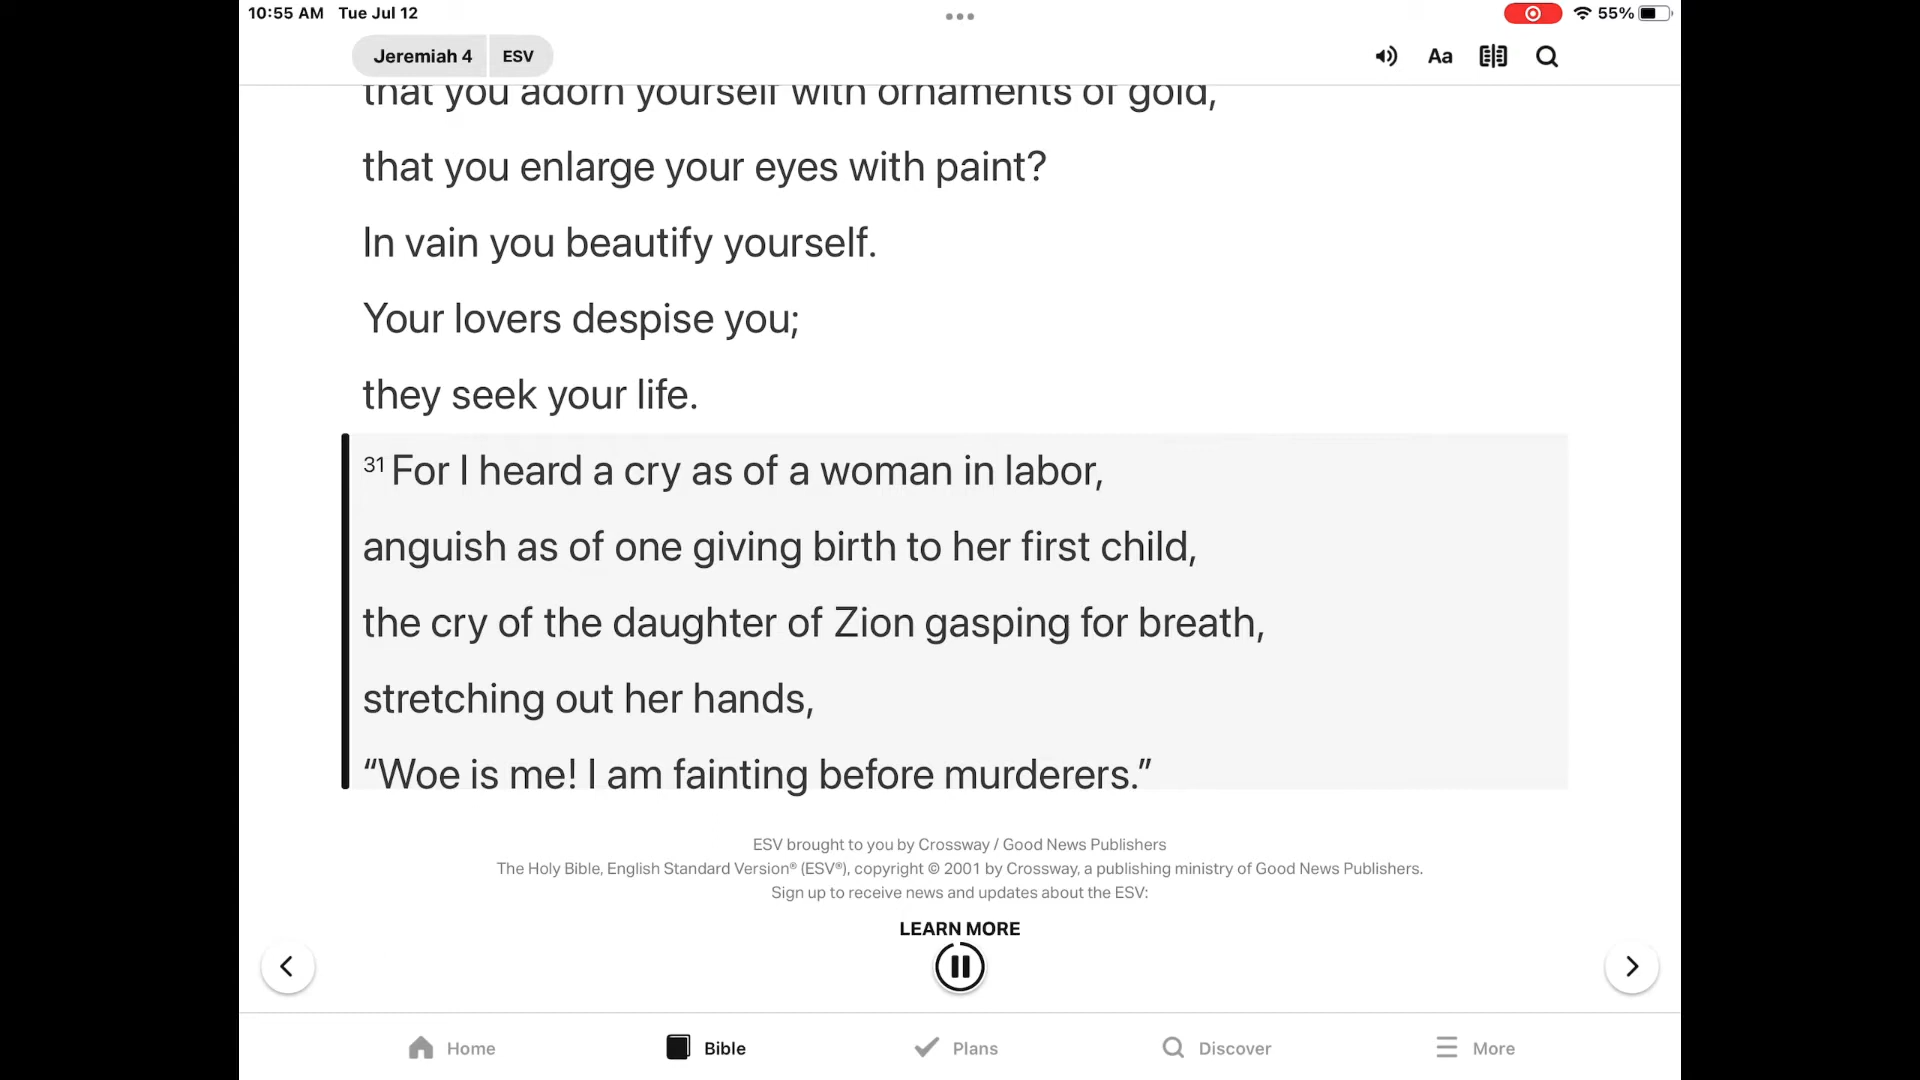 10:55 AM Tue Jul 12
55%
Jeremiah 4 ESV
Aa
that you adorn yourself with ornaments of gold,
that you enlarge your eyes with paint?
In vain you beautify yourself.
Your lovers despise you;
they seek your life.
31 For I heard a cry as of a woman in labor,
anguish as of one giving birth to her first child,
the cry of the daughter of Zion gasping for breath,
stretching out her hands,
“Woe is me! I am fainting before murderers.”
ESV brought to you by Crossway / Good News Publishers
The Holy Bible, English Standard Version® (ESV®), copyright © 2001 by Crossway, a publishing ministry of Good News Publishers.
Sign up to receive news and updates about the ESV:
LEARN MORE
Home Bible Plans Discover More